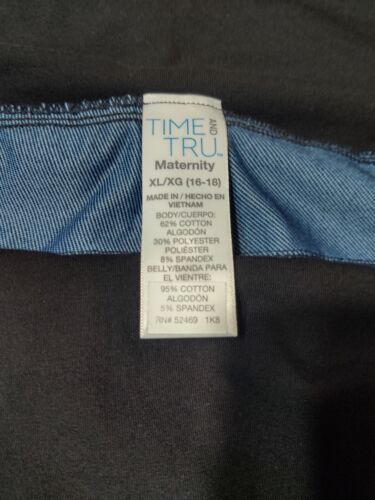 TIME AND
TRU™
Maternity
XL/XG (16-18)
MADE IN / HECHO EN
VIETNAM
BODY/CUERPO:
62% COTTON
ALGODÓN
30% POLYESTER
POLIÉSTER
8% SPANDEX
BELLY/BANDA PARA
EL VIENTRE:
95% COTTON
ALGODÓN
5% SPANDEX
RN# 52469 1K8